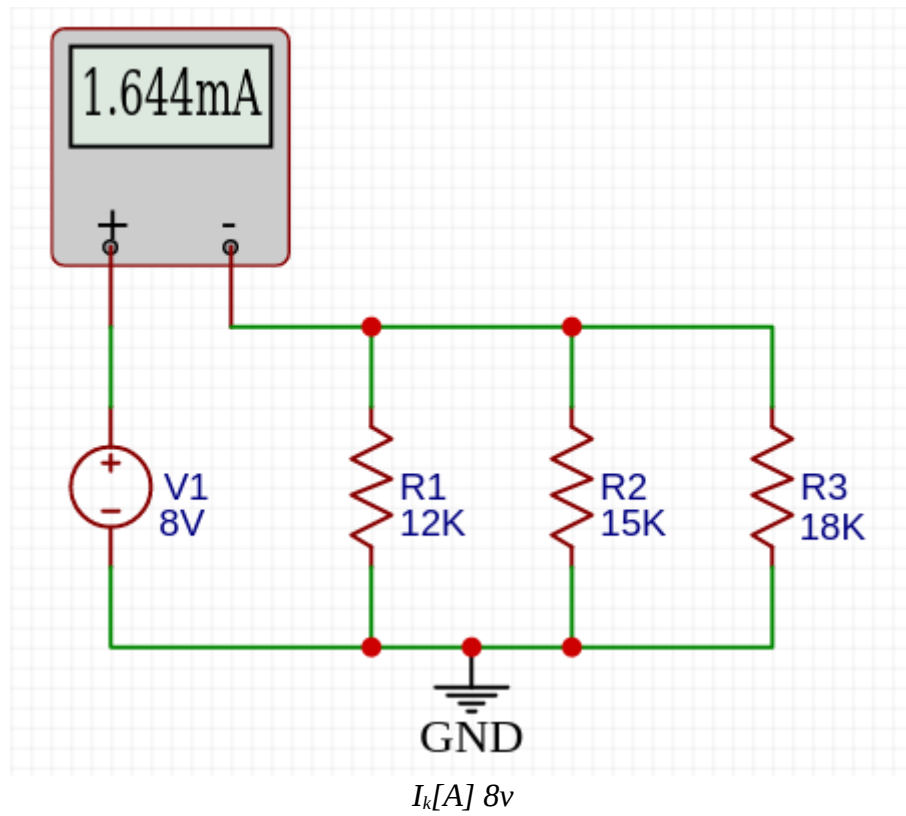 1.644mA
+ -
+
−
V1
8V
R1
12K
R2
15K
R3
18K
GND
Iₖ[A] 8v